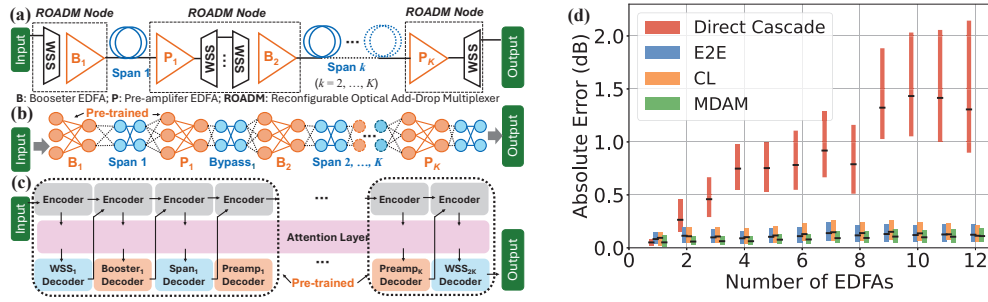 (a)
ROADM Node
ROADM Node
ROADM Node
Input
WSS
B1
Span 1
P1
WSS
WSS
B2
Span k
(k = 2, ..., K)
PK
WSS
Output
B: Booseter EDFA; P: Pre-amplifer EDFA; ROADM: Reconfigurable Optical Add-Drop Multiplexer
(b)
Pre-trained
Input
B1
Span 1
P1
Bypass1
B2
Span 2, ..., K
PK
Output
(c)
Input
Encoder
Encoder
Encoder
Encoder
...
Encoder
Encoder
Attention Layer
WSS1 Decoder
Booster1 Decoder
Span1 Decoder
Preamp1 Decoder
...
Pre-trained
PreampK Decoder
WSS2K Decoder
Output
(d)
Absolute Error (dB)
2.0
1.5
1.0
0.5
0.0
Direct Cascade
E2E
CL
MDAM
0 2 4 6 8 10 12
Number of EDFAs